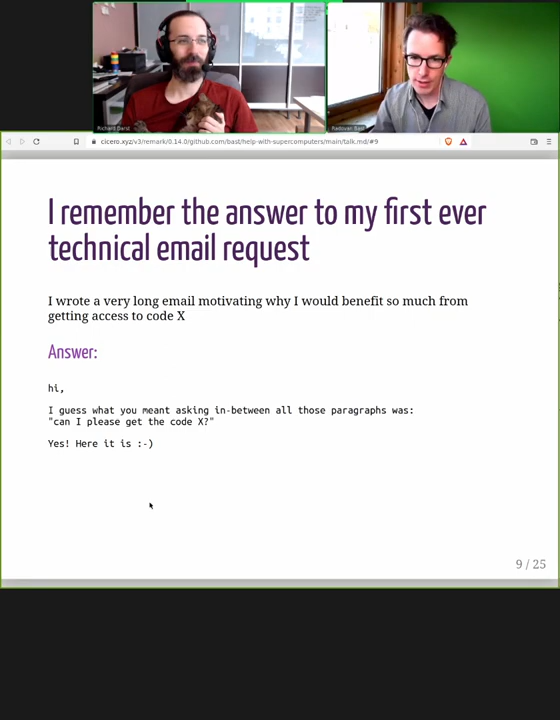 Richard Darst
Radovan Bast
cicero.xyz/v3/remark/0.14.0/github.com/bast/help-with-supercomputers/main/talk.md/#9
I remember the answer to my first ever
technical email request
I wrote a very long email motivating why I would benefit so much from
getting access to code X
Answer:
hi,
I guess what you meant asking in-between all those paragraphs was:
"can I please get the code X?"
Yes! Here it is :-)
9 / 25